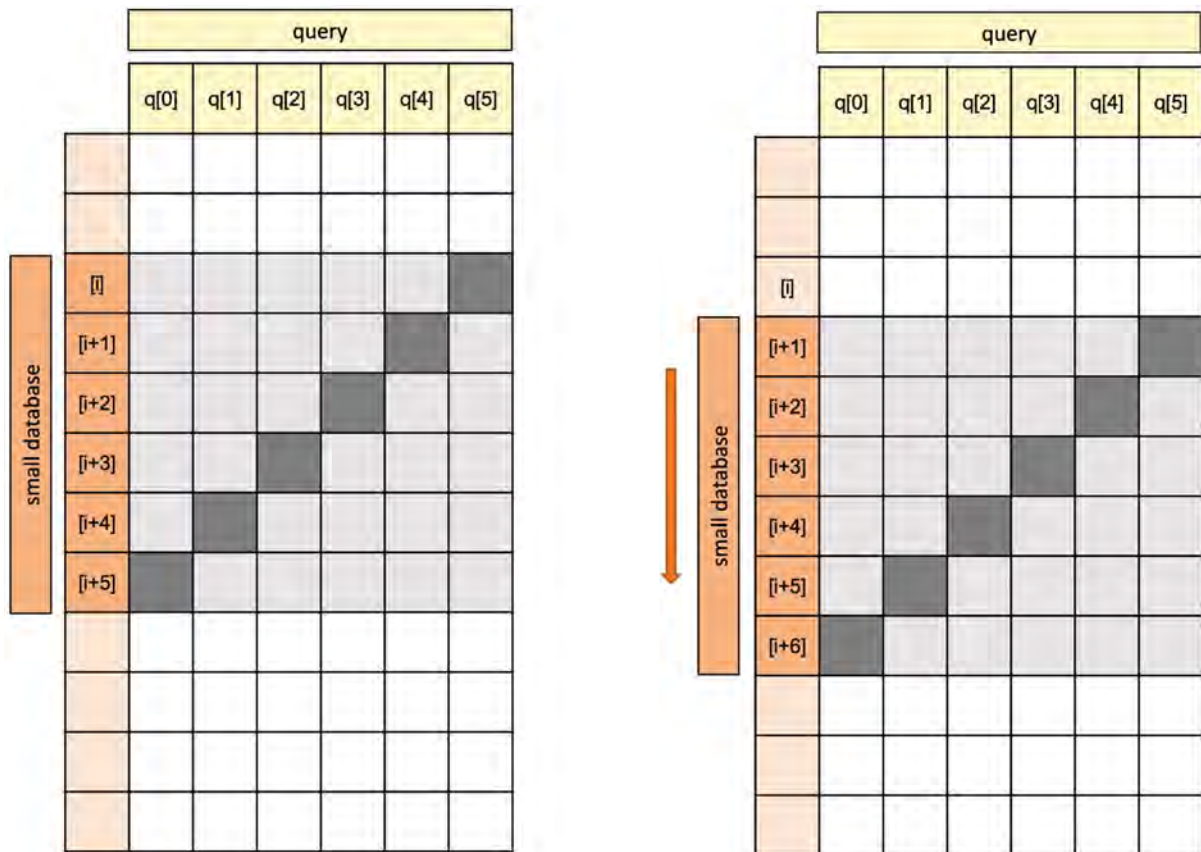 query
q[0] q[1] q[2] q[3] q[4] q[5]
small database
[i]
[i+1]
[i+2]
[i+3]
[i+4]
[i+5]
query
q[0] q[1] q[2] q[3] q[4] q[5]
[i]
small database
[i+1]
[i+2]
[i+3]
[i+4]
[i+5]
[i+6]